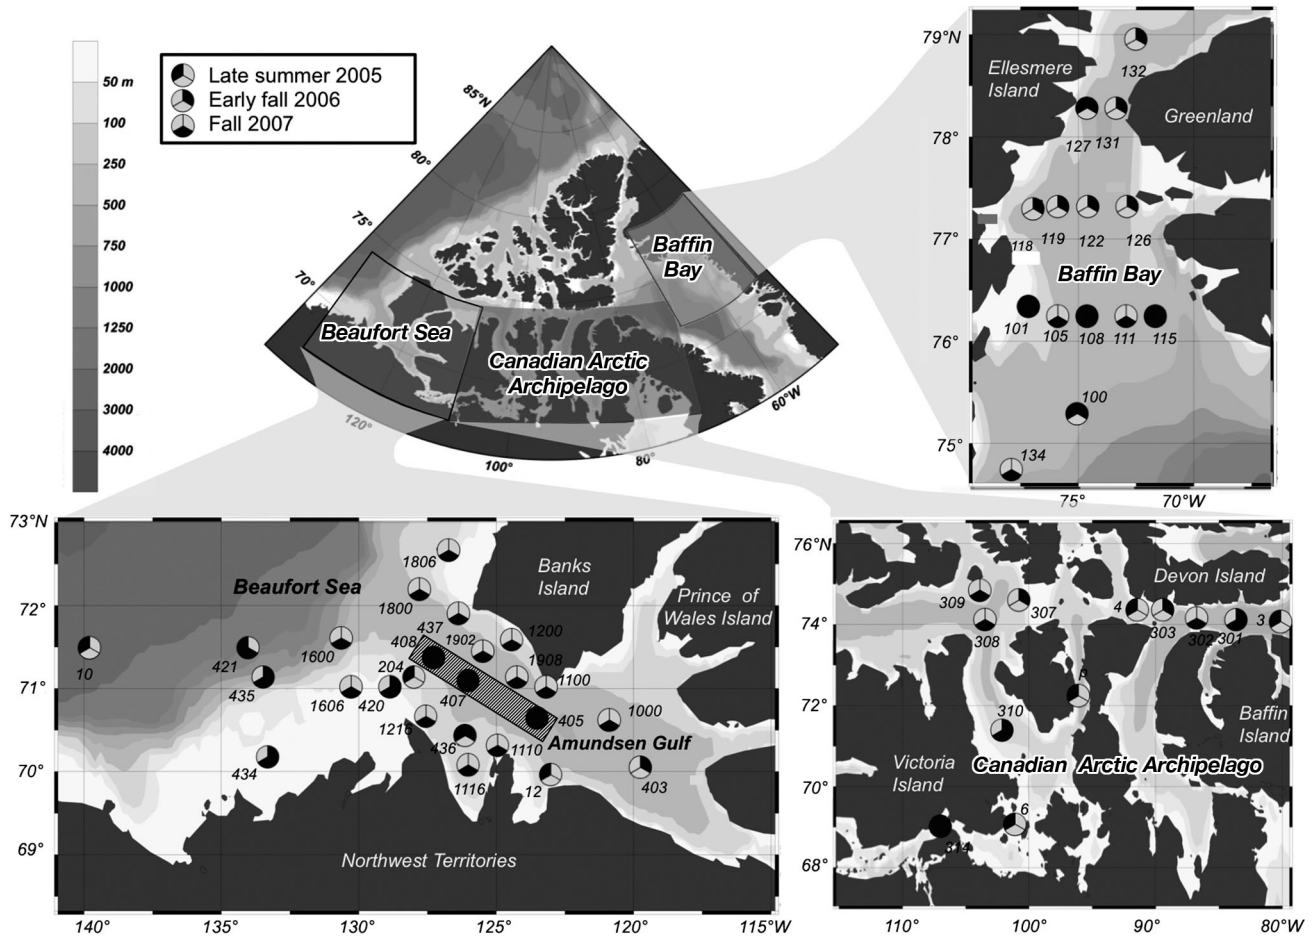 50 m
100
250
500
750
1000
1250
2000
3000
4000
Late summer 2005
Early fall 2006
Fall 2007
85°N
80°
75°
70°
120°
100°
80°
60°W
Beaufort Sea
Canadian Arctic
Archipelago
Baffin
Bay
79°N
78°
77°
76°
75°
75°
70°W
Ellesmere
Island
Greenland
132
127
131
118
119
122
126
Baffin Bay
101
105
108
111
115
100
134
73°N
72°
71°
70°
69°
140°
135°
130°
125°
120°
115°W
Beaufort Sea
Banks
Island
Prince of
Wales Island
Amundsen Gulf
Northwest Territories
1806
1800
437
408
1902
1200
1908
1100
204
10
421
435
1600
1606
420
407
405
1000
1216
436
1110
434
1116
12
403
76°N
74°
72°
70°
68°
110°
100°
90°
80°W
Devon Island
Baffin
Island
Victoria
Island
Canadian Arctic Archipelago
309
307
308
4
303
302
301
3
p
310
6
314